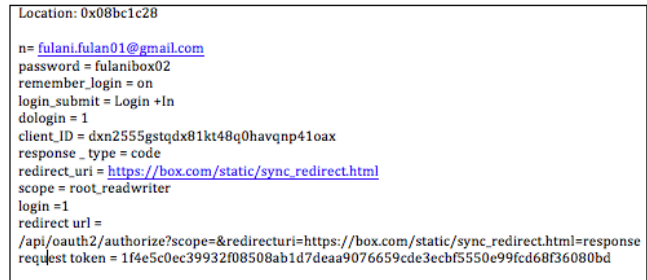 Location: 0x08bc1c28
n= fulani.fulan01@gmail.com
password = fulanibox02
remember_login = on
login_submit = Login +In
dologin = 1
client_ID = dxn2555gstqdx81kt48q0havqnp41oax
response _ type = code
redirect_uri = https://box.com/static/sync_redirect.html
scope = root_readwriter
login =1
redirect url =
/api/oauth2/authorize?scope=&redirecturi=https://box.com/static/sync_redirect.html=response
request token = 1f4e5c0ec39932f08508ab1d7deaa9076659cde3ecbf5550e99fcd68f36080bd